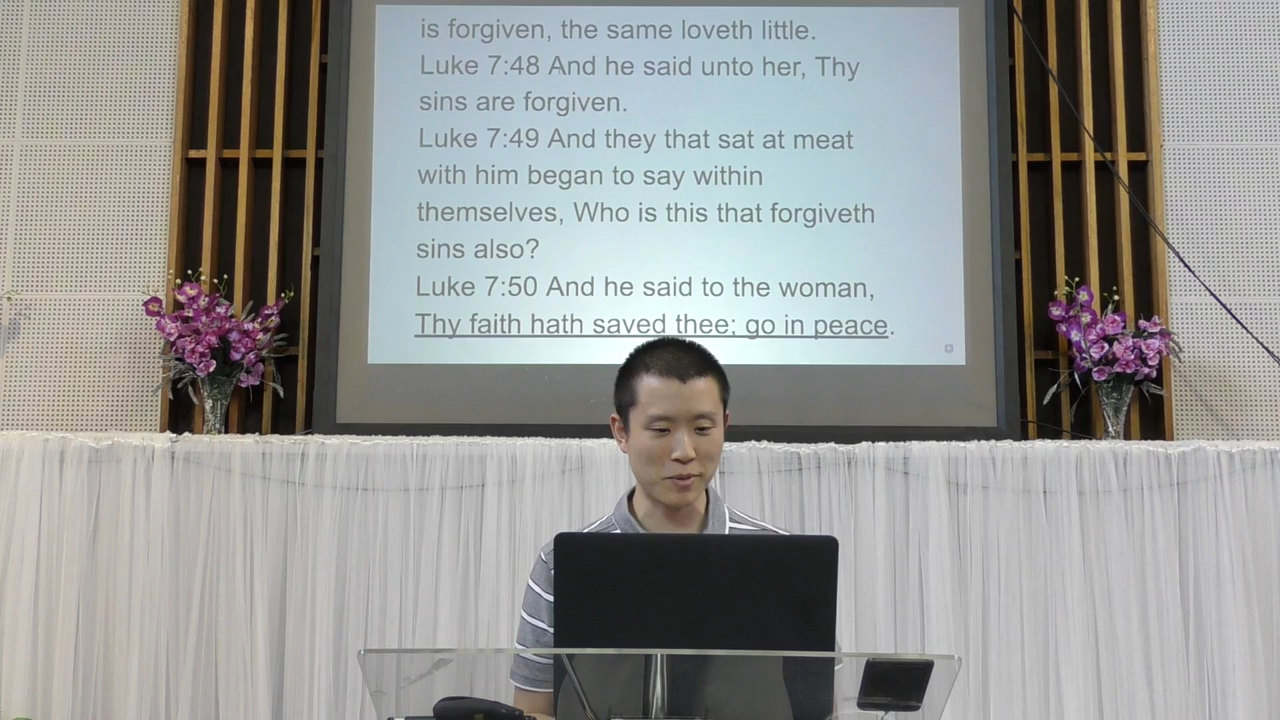 is forgiven, the same loveth little.
Luke 7:48 And he said unto her, Thy
sins are forgiven.
Luke 7:49 And they that sat at meat
with him began to say within
themselves, Who is this that forgiveth
sins also?
Luke 7:50 And he said to the woman,
Thy faith hath saved thee; go in peace.